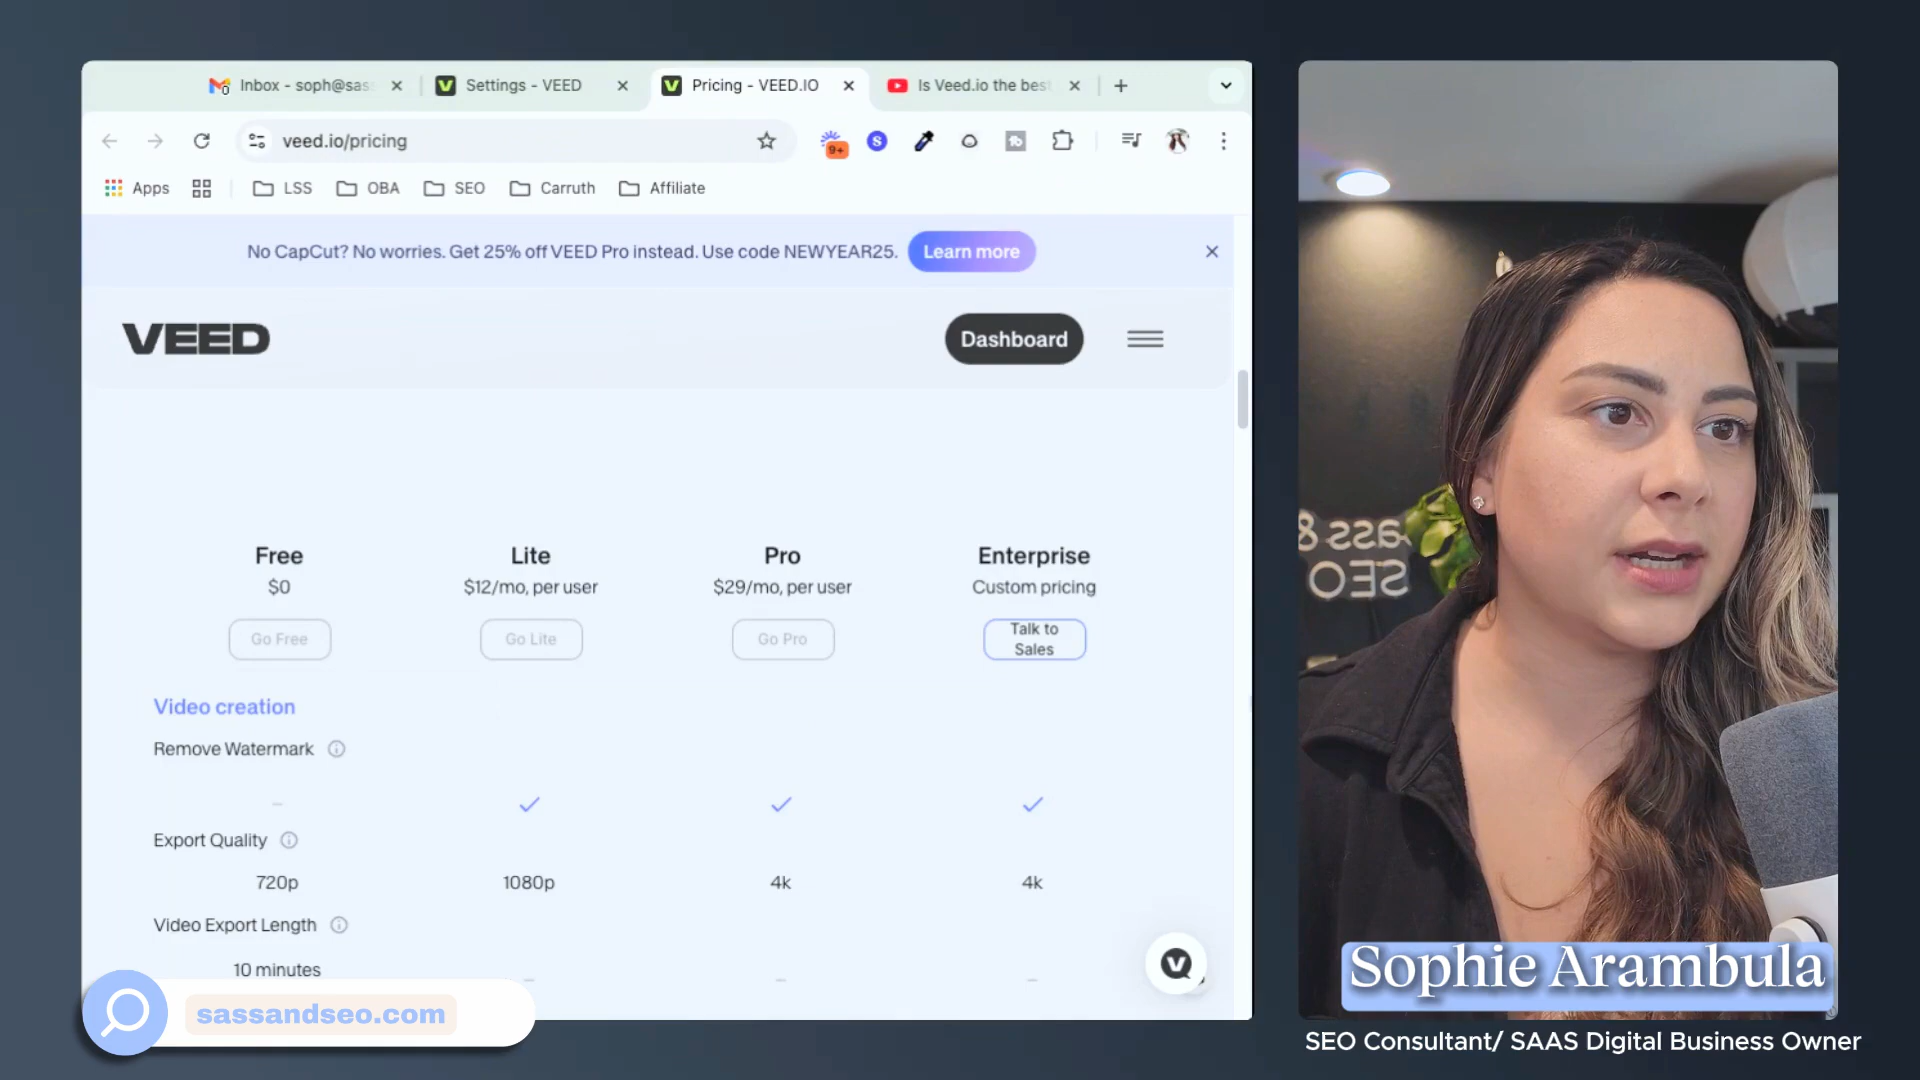 Inbox - soph@sass
Settings - VEED
Pricing - VEED.IO
Is Veed.io the best
veed.io/pricing
9+
S
Apps
LSS
OBA
SEO
Carruth
Affiliate
No CapCut? No worries. Get 25% off VEED Pro instead. Use code NEWYEAR25.
Learn more
VEED
Dashboard
Free
Lite
Pro
Enterprise
$0
$12/mo, per user
$29/mo, per user
Custom pricing
Go Free
Go Lite
Go Pro
Talk to
Sales
Video creation
Remove Watermark
–
Export Quality
720p
1080p
4k
4k
Video Export Length
10 minutes
–
–
–
sassandseo.com
ass &
SEO
Sophie Arambula
SEO Consultant/ SAAS Digital Business Owner